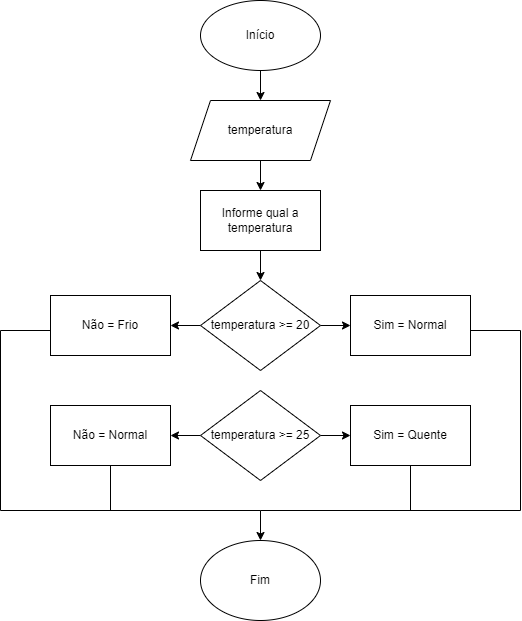 Início
temperatura
Informe qual a
temperatura
Não = Frio
temperatura >= 20
Sim = Normal
Não = Normal
temperatura >= 25
Sim = Quente
Fim